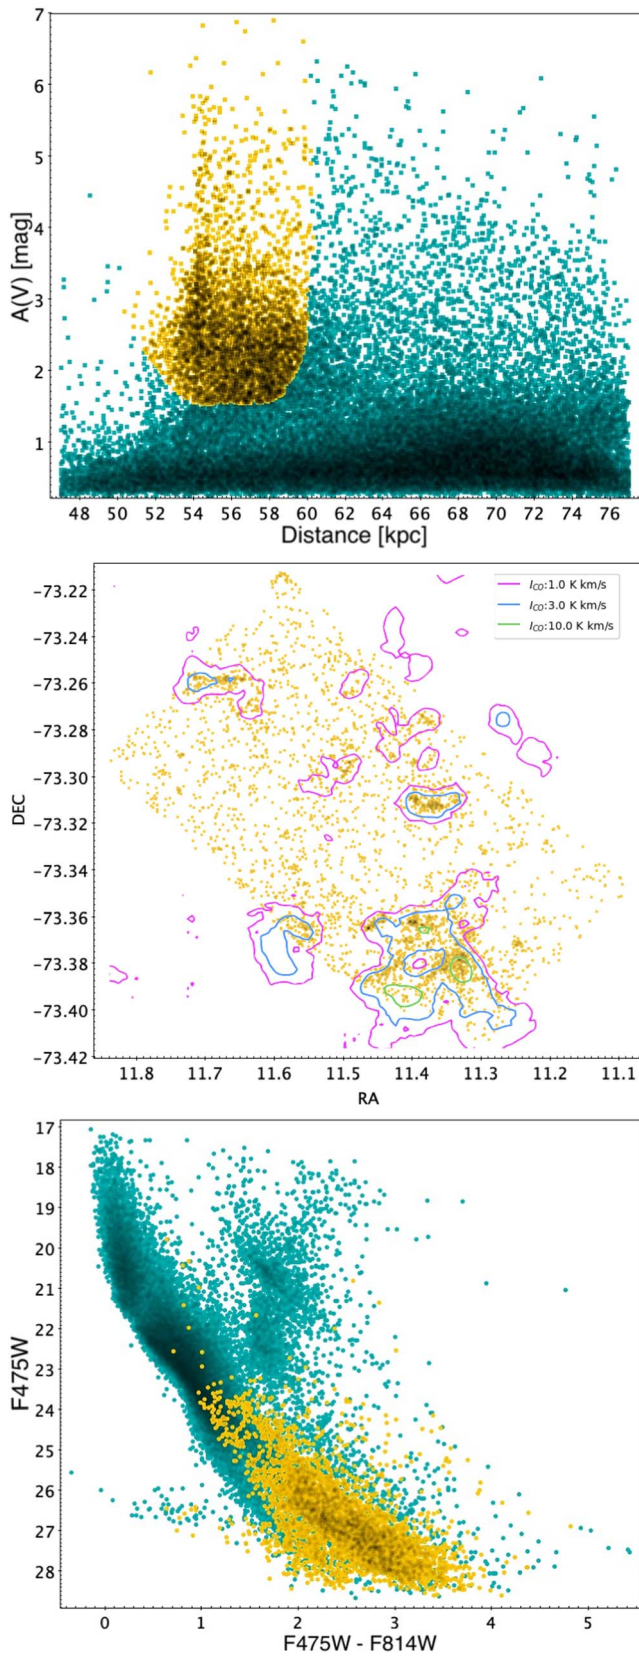 7
6
5
4
3
2
1
A(V) [mag]
48 50 52 54 56 58 60 62 64 66 68 70 72 74 76
Distance [kpc]
I_CO:1.0 K km/s
I_CO:3.0 K km/s
I_CO:10.0 K km/s
−73.22
−73.24
−73.26
−73.28
−73.30
−73.32
−73.34
−73.36
−73.38
−73.40
−73.42
DEC
11.8 11.7 11.6 11.5 11.4 11.3 11.2 11.1
RA
17
18
19
20
21
22
23
24
25
26
27
28
F475W
0 1 2 3 4 5
F475W - F814W